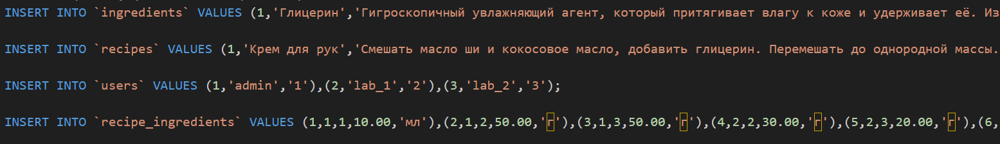 INSERT INTO `ingredients` VALUES (1,'Глицерин','Гигроскопичный увлажняющий агент, который притягивает влагу к коже и удерживает её. Из
INSERT INTO `recipes` VALUES (1,'Крем для рук','Смешать масло ши и кокосовое масло, добавить глицерин. Перемешать до однородной массы.
INSERT INTO `users` VALUES (1,'admin','1'),(2,'lab_1','2'),(3,'lab_2','3');
INSERT INTO `recipe_ingredients` VALUES (1,1,1,10.00,'мл'),(2,1,2,50.00,'г'),(3,1,3,50.00,'г'),(4,2,2,30.00,'г'),(5,2,3,20.00,'г'),(6,